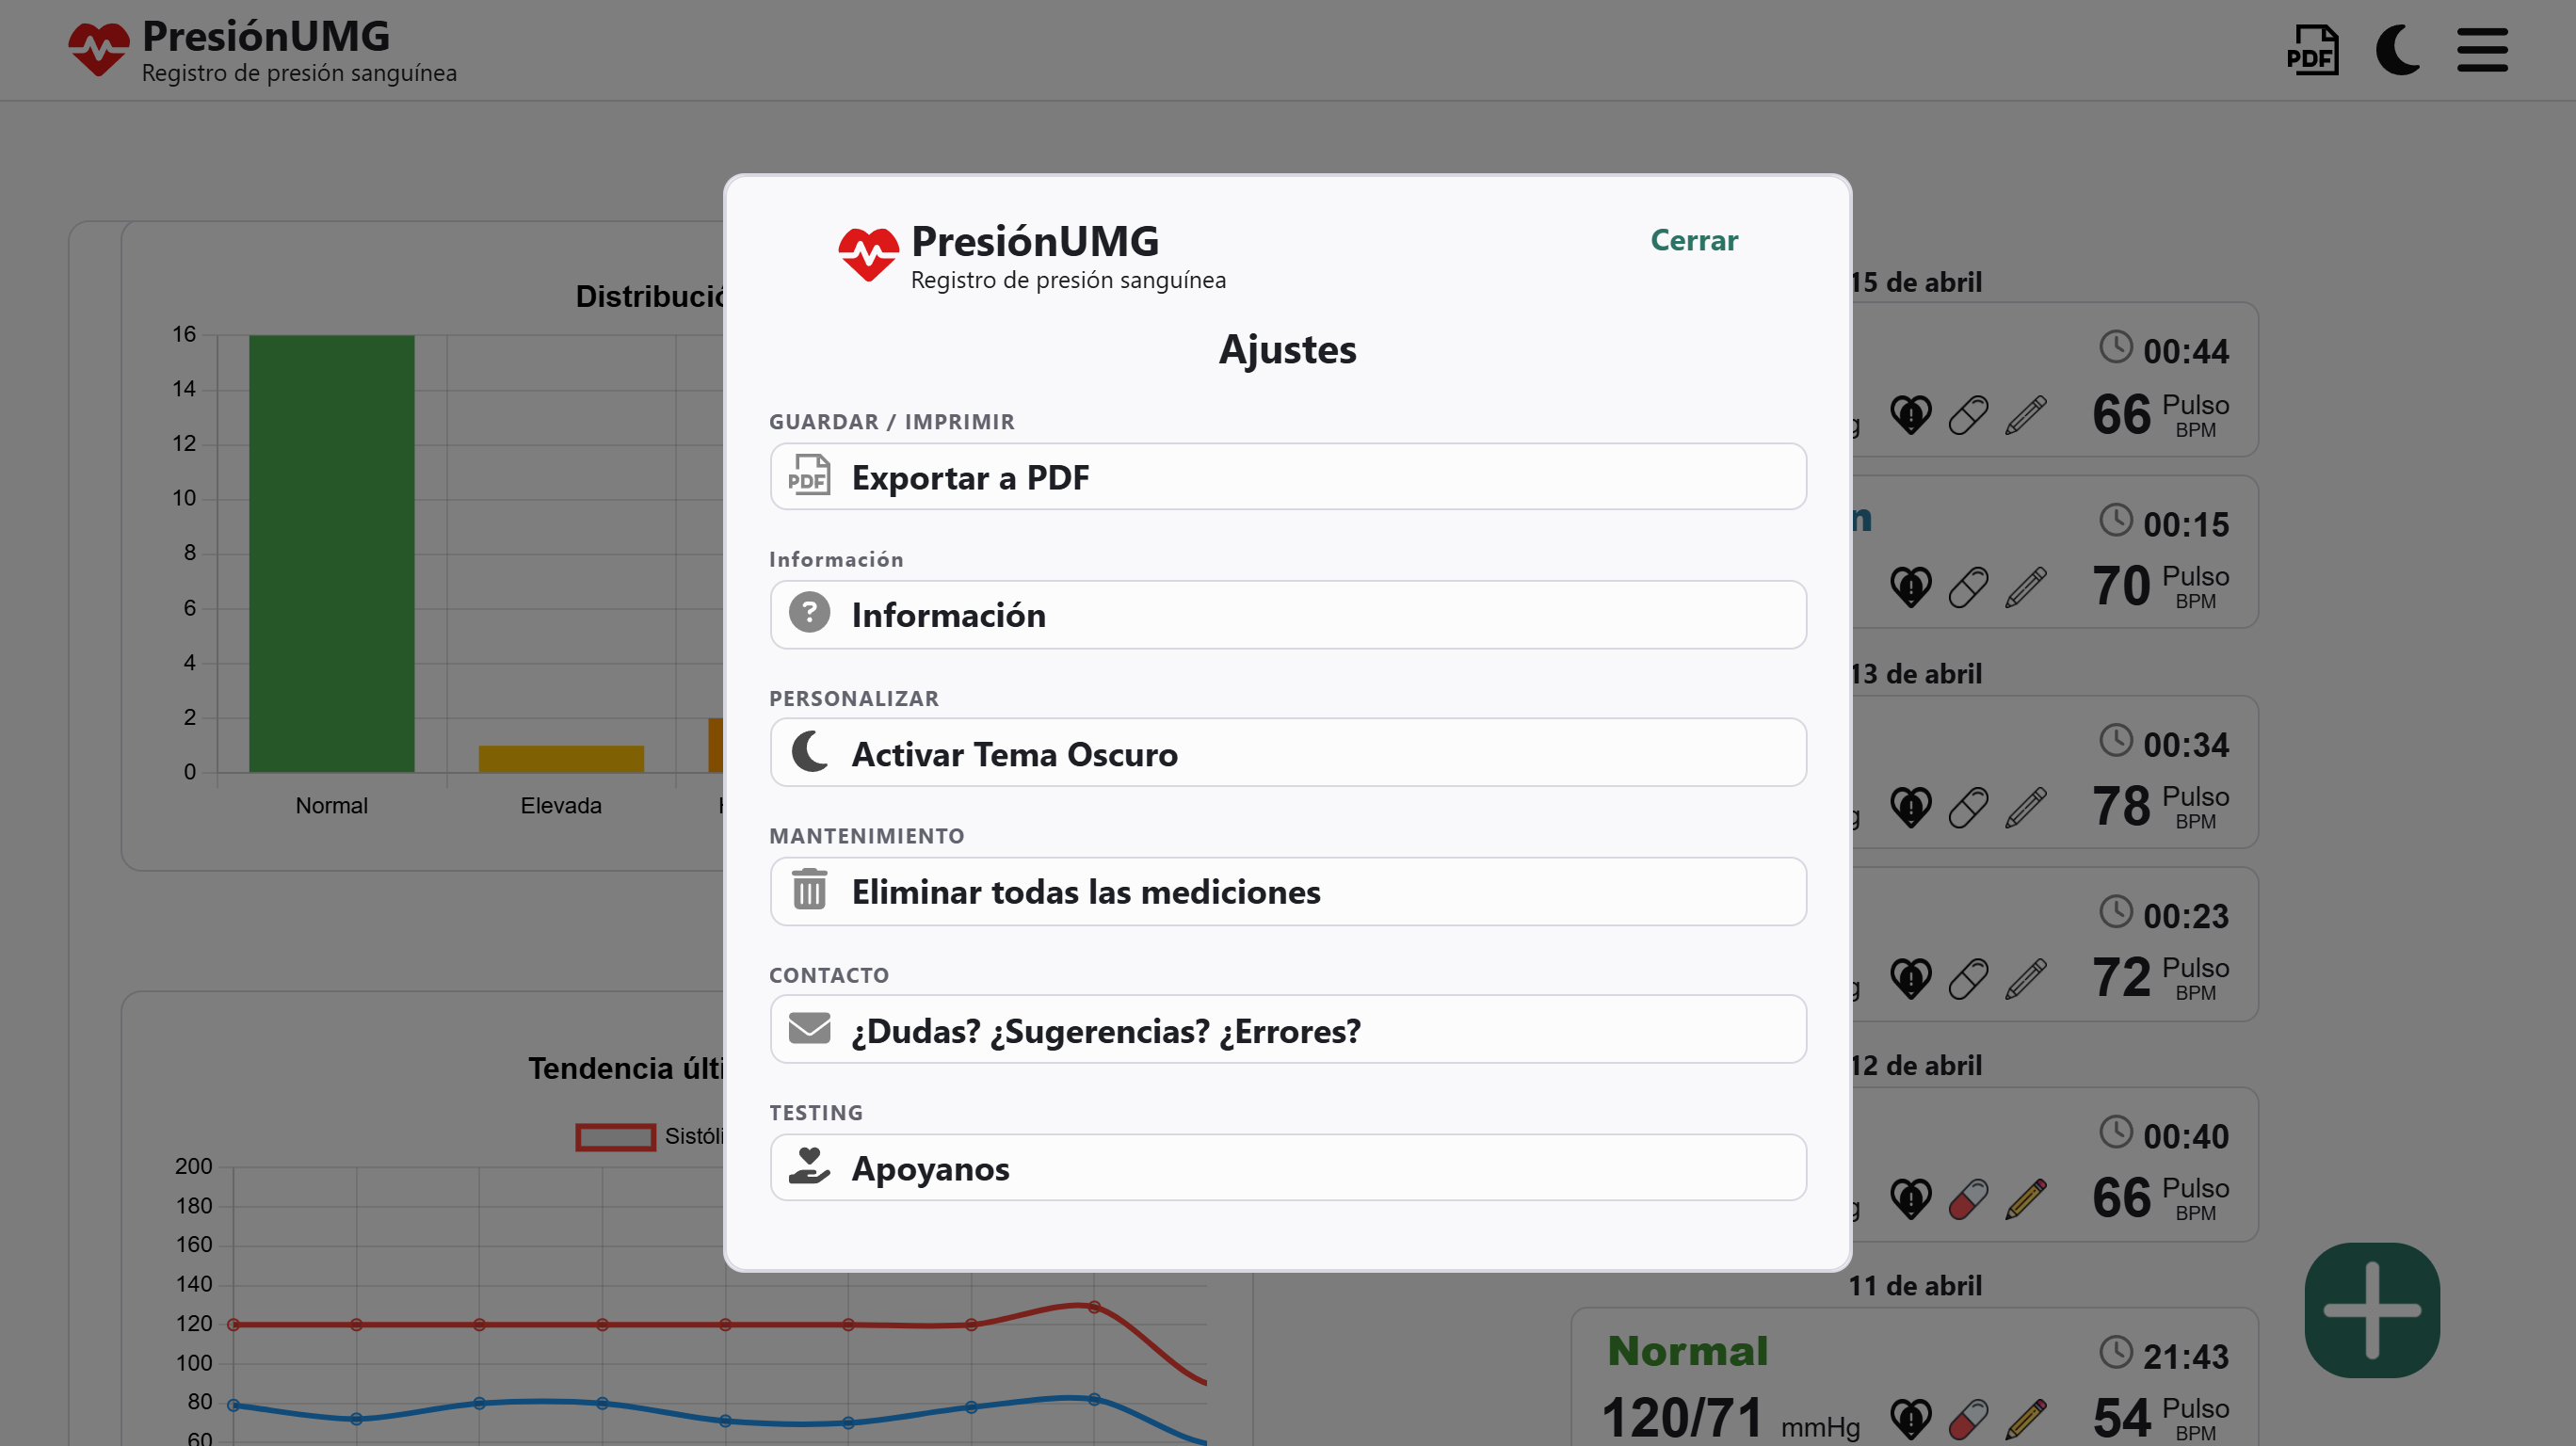 PresiónUMG
Registro de presión sanguínea
PDF
PresiónUMG
Registro de presión sanguínea
Cerrar
Ajustes
GUARDAR / IMPRIMIR
PDF
Exportar a PDF
Información
?
Información
PERSONALIZAR
Activar Tema Oscuro
MANTENIMIENTO
Eliminar todas las mediciones
CONTACTO
¿Dudas? ¿Sugerencias? ¿Errores?
TESTING
Apoyanos
16
14
12
10
8
6
4
2
0
Normal
Elevada
Tendencia
200
180
160
140
120
100
80
60
15 de abril
00:44
66 Pulso
BPM
00:15
70 Pulso
BPM
13 de abril
00:34
78 Pulso
BPM
00:23
72 Pulso
BPM
12 de abril
00:40
66 Pulso
BPM
11 de abril
Normal
21:43
120/71 mmHg
54 Pulso
BPM